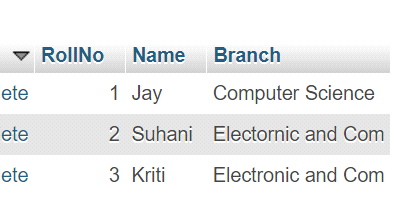 RollNo Name Branch
ete 1 Jay Computer Science
ete 2 Suhani Electornic and Com
ete 3 Kriti Electronic and Com